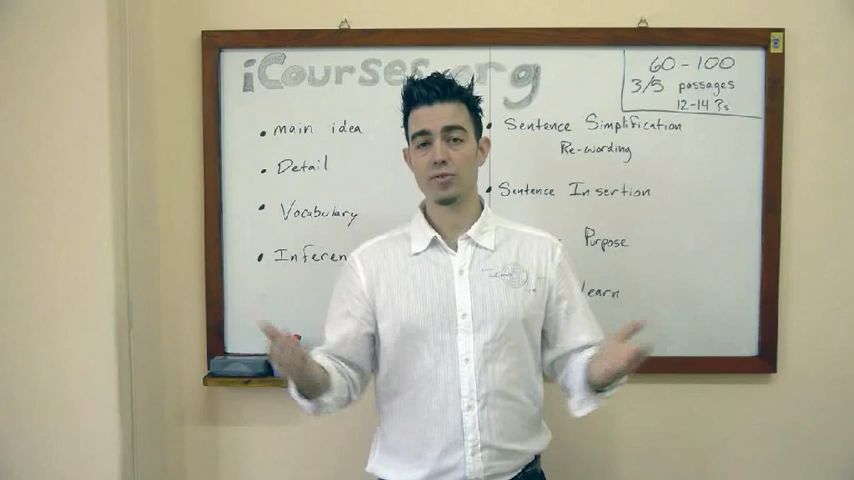 iCourses.org
60 - 100
3/5 passages
12-14 ?s
• main idea
• Detail
• Vocabulary
• Inferen
• Sentence Simplification
Re-wording
• Sentence Insertion
Purpose
learn